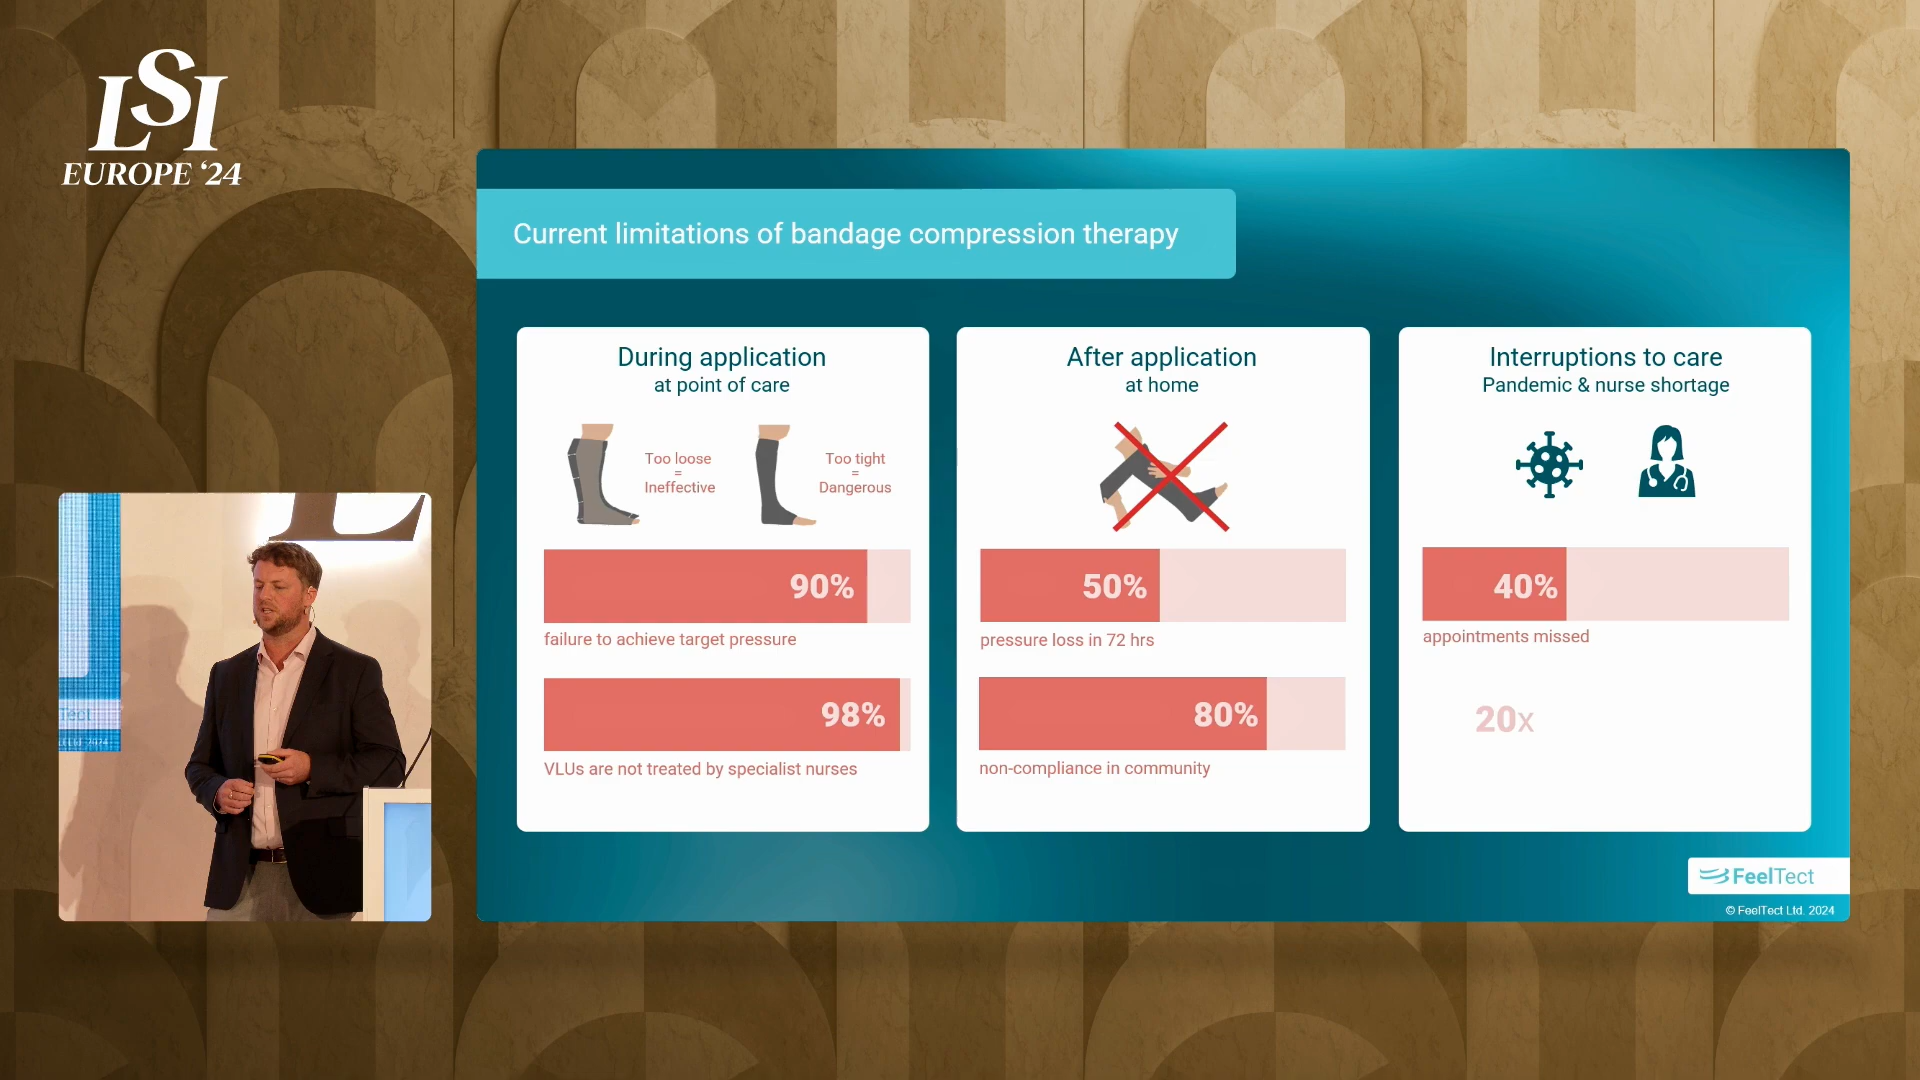 LSI
EUROPE '24
Current limitations of bandage compression therapy
During application
at point of care
Too loose
=
Ineffective
Too tight
=
Dangerous
90%
failure to achieve target pressure
98%
VLUs are not treated by specialist nurses
After application
at home
50%
pressure loss in 72 hrs
80%
non-compliance in community
Interruptions to care
Pandemic & nurse shortage
40%
appointments missed
20x
FeelTect
© FeelTect Ltd. 2024
Tect